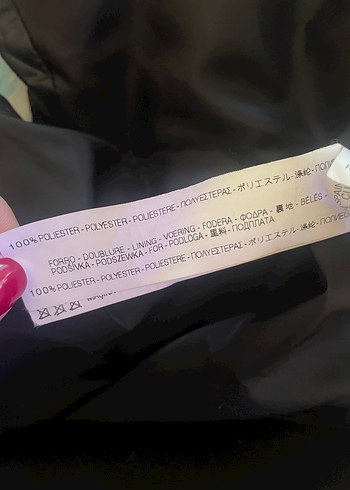 100% POLIESTER - POLYESTER - POLIESTERE - ΠΟΛΥΕΣΤΕΡΑΣ - ポリエステル - 涤纶 -
FORRO - DOUBLURE - LINING - VOERING - FODERA - ΦΟΔΡΑ - 裏地 - BELÉS -
PODSIVKA - PODSZEWKA - FOR - PODLOGA - 里料 - ПОДПЛАТА
100% POLIESTER - POLYESTER - POLIESTERE - ΠΟΛΥΕΣΤΕΡΑΣ - ポリエステル - 涤纶 -